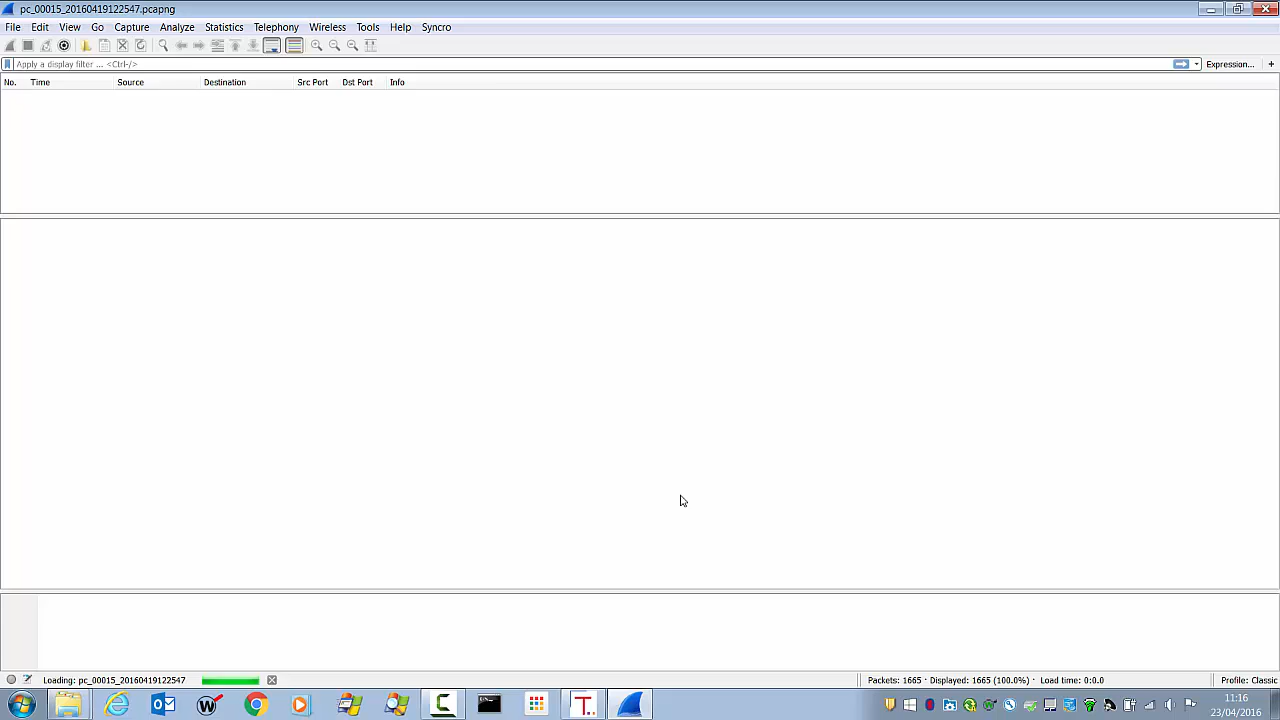 pc_00015_20160419122547.pcapng
File Edit View Go Capture Analyze Statistics Telephony Wireless Tools Help Syncro
Apply a display filter ... <Ctrl-/> Expression... +
No. Time Source Destination Src Port Dst Port Info
Loading: pc_00015_20160419122547 Packets: 1665 · Displayed: 1665 (100.0%) · Load time: 0:0.0 Profile: Classic
11:16
23/04/2016